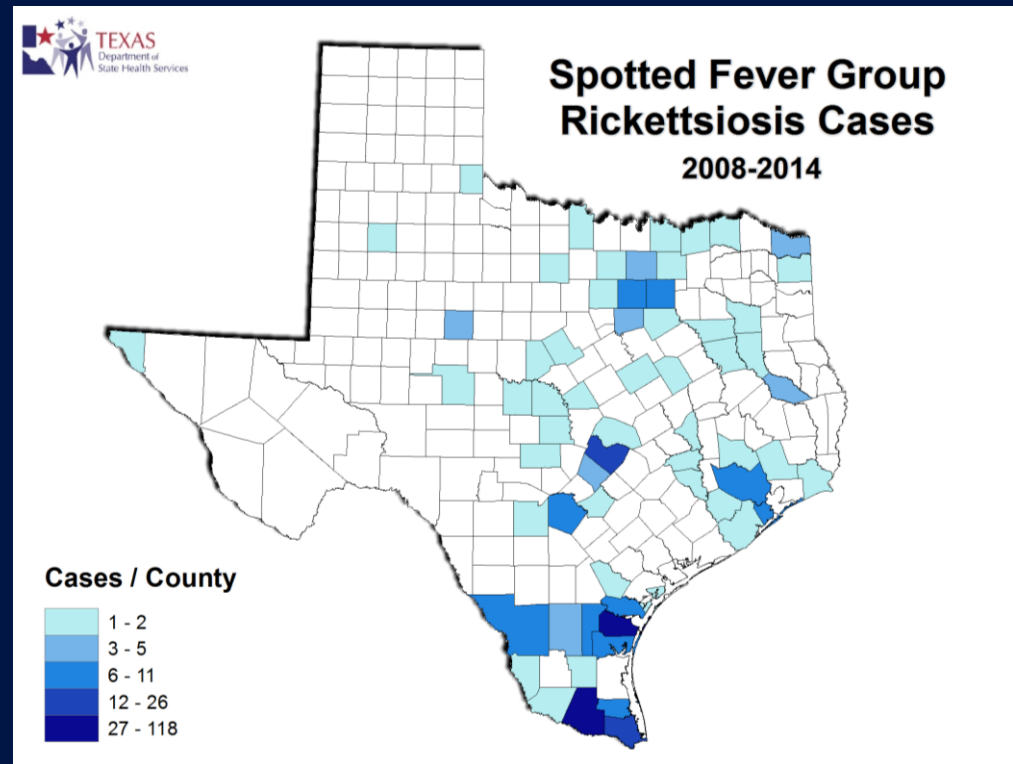 TEXAS
Department of
State Health Services
Spotted Fever Group
Rickettsiosis Cases
2008-2014
Cases / County
1 - 2
3 - 5
6 - 11
12 - 26
27 - 118